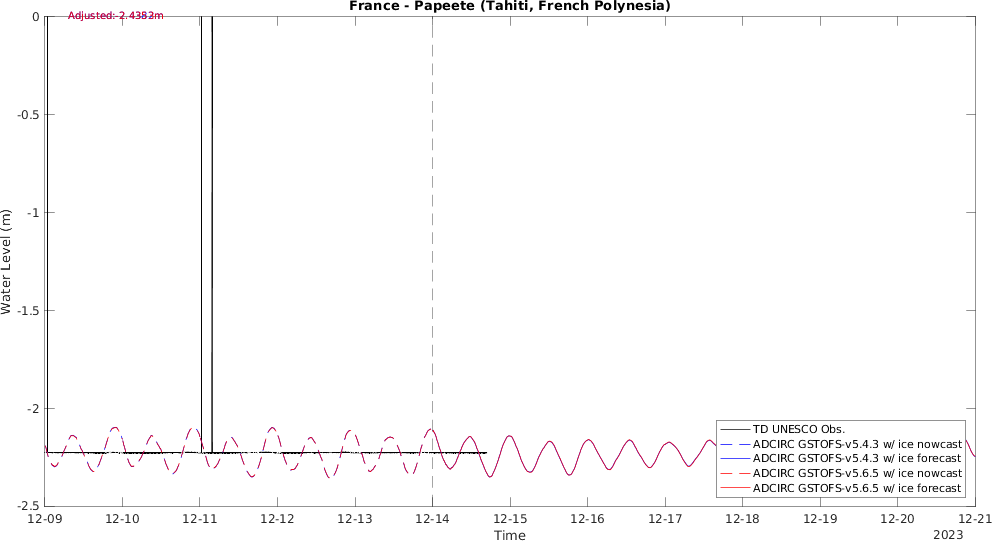 France - Papeete (Tahiti, French Polynesia)
0
-0.5
-1
-1.5
-2
-2.5
Water Level (m)
TD UNESCO Obs.
ADCIRC GSTOFS-v5.4.3 w/ ice nowcast
ADCIRC GSTOFS-v5.4.3 w/ ice forecast
ADCIRC GSTOFS-v5.6.5 w/ ice nowcast
ADCIRC GSTOFS-v5.6.5 w/ ice forecast
12-09 12-10 12-11 12-12 12-13 12-14 12-15 12-16 12-17 12-18 12-19 12-20 12-21
Time
2023